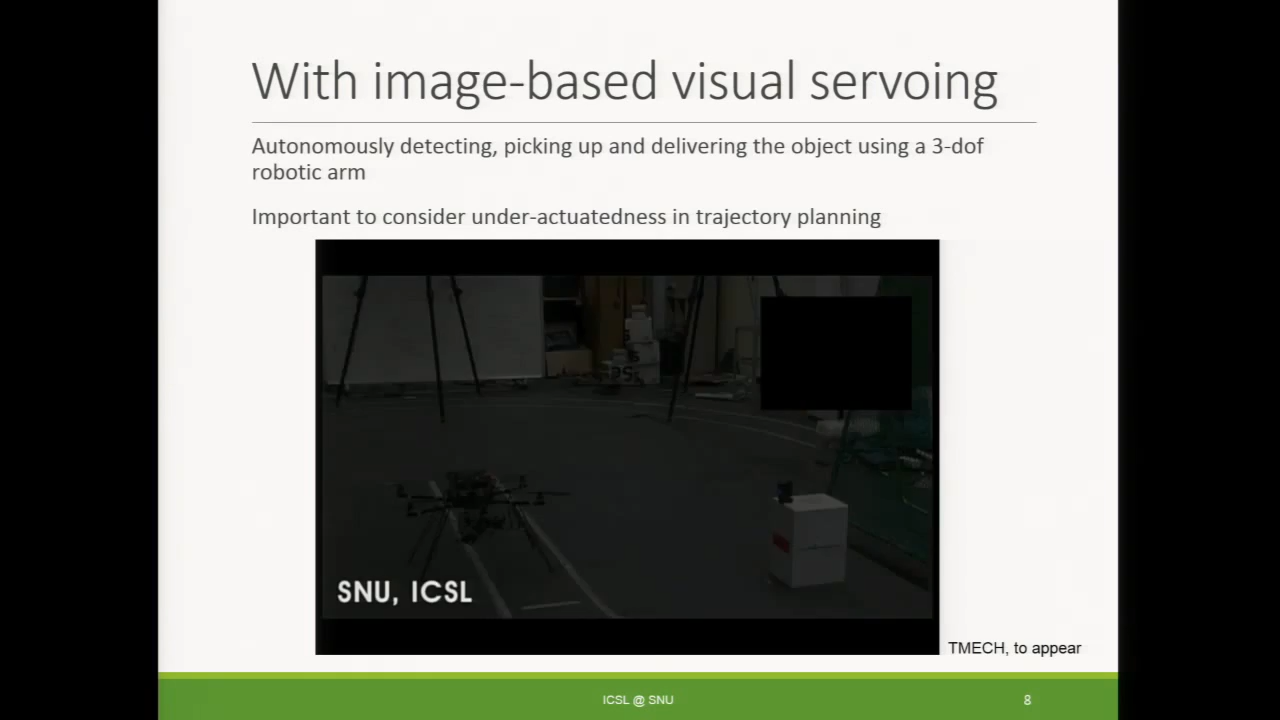 With image-based visual servoing
Autonomously detecting, picking up and delivering the object using a 3-dof
robotic arm
Important to consider under-actuatedness in trajectory planning
SNU, ICSL
TMECH, to appear
ICSL @ SNU
8